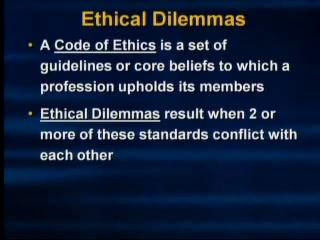 Ethical Dilemmas
• A Code of Ethics is a set of
guidelines or core beliefs to which a
profession upholds its members
• Ethical Dilemmas result when 2 or
more of these standards conflict with
each other